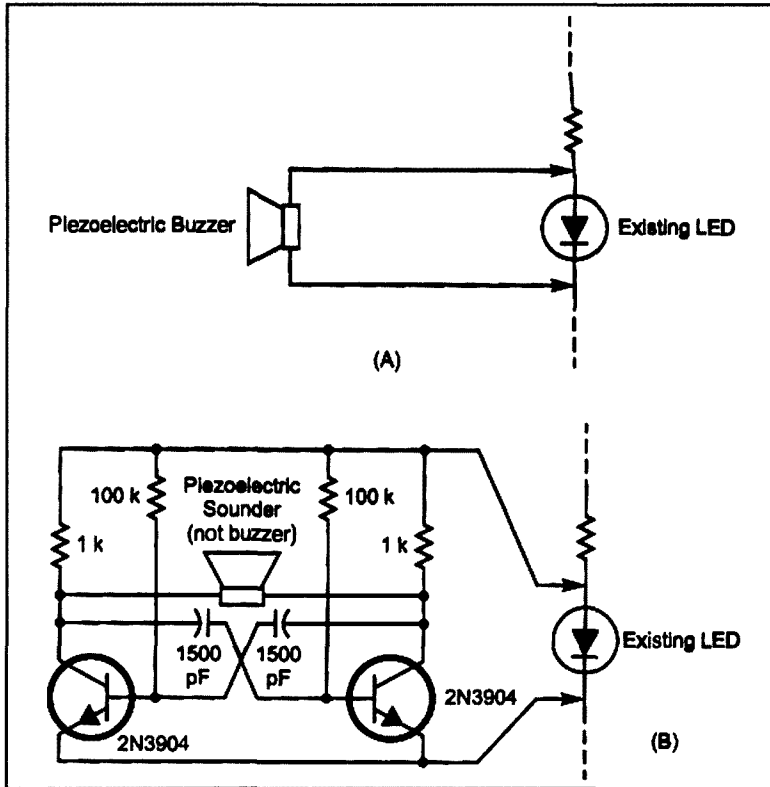 Piezoelectric Buzzer
Existing LED
(A)
100 k
Piezoelectric
Sounder
(not buzzer)
100 k
1 k
1 k
1500
pF
1500
pF
Existing LED
2N3904
2N3904
(B)